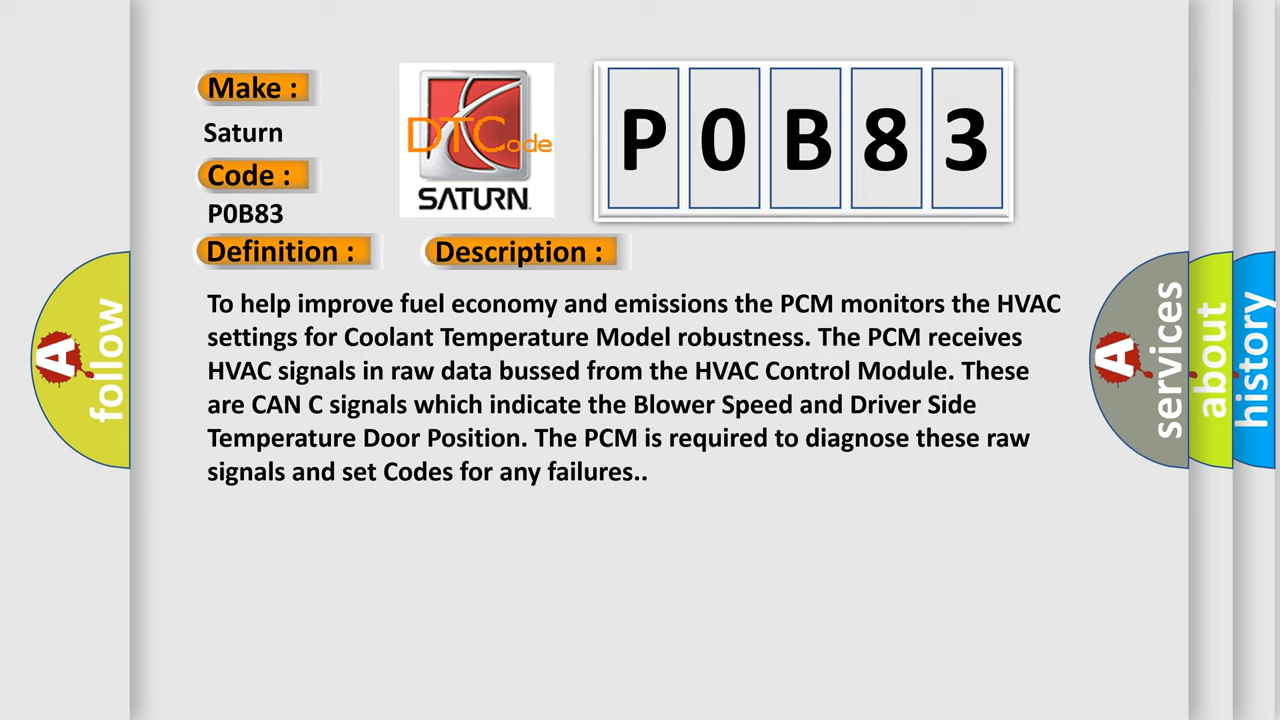 Make :
Saturn
Code :
P0B83
Definition :
Description :
DTCode
SATURN.
P 0 B 8 3
To help improve fuel economy and emissions the PCM monitors the HVAC
settings for Coolant Temperature Model robustness. The PCM receives
HVAC signals in raw data bussed from the HVAC Control Module. These
are CAN C signals which indicate the Blower Speed and Driver Side
Temperature Door Position. The PCM is required to diagnose these raw
signals and set Codes for any failures..
A
follow
A
services
about
history